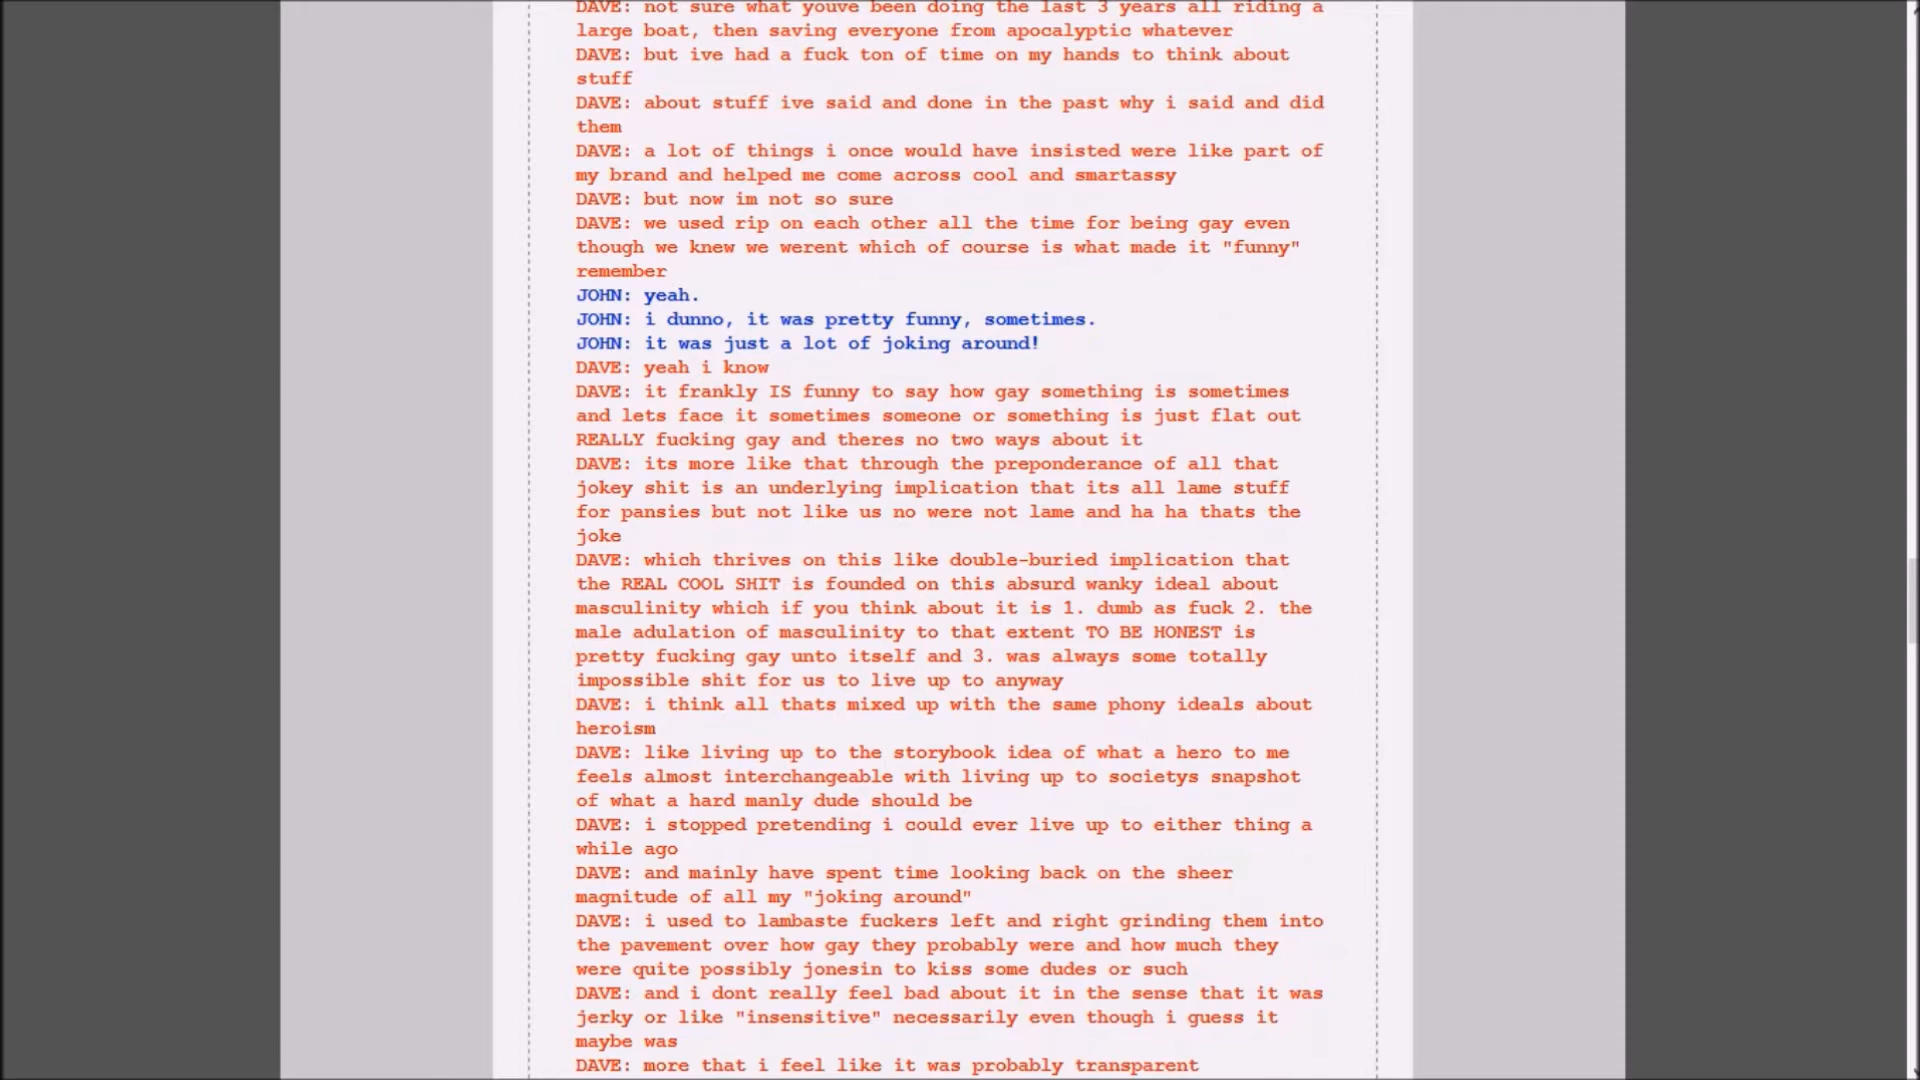 DAVE: not sure what youve been doing the last 3 years all riding a
large boat, then saving everyone from apocalyptic whatever
DAVE: but ive had a fuck ton of time on my hands to think about
stuff
DAVE: about stuff ive said and done in the past why i said and did
them
DAVE: a lot of things i once would have insisted were like part of
my brand and helped me come across cool and smartassy
DAVE: but now im not so sure
DAVE: we used rip on each other all the time for being gay even
though we knew we werent which of course is what made it "funny"
remember
JOHN: yeah.
JOHN: i dunno, it was pretty funny, sometimes.
JOHN: it was just a lot of joking around!
DAVE: yeah i know
DAVE: it frankly IS funny to say how gay something is sometimes
and lets face it sometimes someone or something is just flat out
REALLY fucking gay and theres no two ways about it
DAVE: its more like that through the preponderance of all that
jokey shit is an underlying implication that its all lame stuff
for pansies but not like us no were not lame and ha ha thats the
joke
DAVE: which thrives on this like double-buried implication that
the REAL COOL SHIT is founded on this absurd wanky ideal about
masculinity which if you think about it is 1. dumb as fuck 2. the
male adulation of masculinity to that extent TO BE HONEST is
pretty fucking gay unto itself and 3. was always some totally
impossible shit for us to live up to anyway
DAVE: i think all thats mixed up with the same phony ideals about
heroism
DAVE: like living up to the storybook idea of what a hero to me
feels almost interchangeable with living up to societys snapshot
of what a hard manly dude should be
DAVE: i stopped pretending i could ever live up to either thing a
while ago
DAVE: and mainly have spent time looking back on the sheer
magnitude of all my "joking around"
DAVE: i used to lambaste fuckers left and right grinding them into
the pavement over how gay they probably were and how much they
were quite possibly jonesin to kiss some dudes or such
DAVE: and i dont really feel bad about it in the sense that it was
jerky or like "insensitive" necessarily even though i guess it
maybe was
DAVE: more that i feel like it was probably transparent